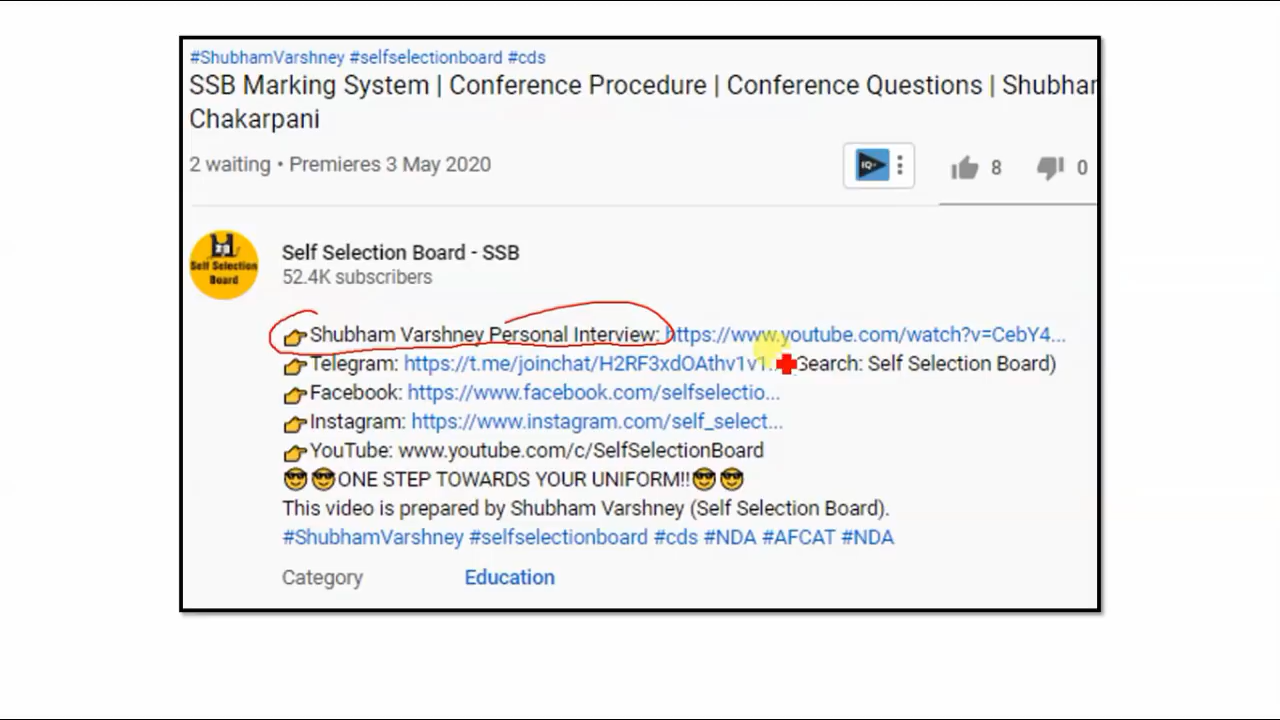 #ShubhamVarshney #selfselectionboard #cds
SSB Marking System | Conference Procedure | Conference Questions |
Chakarpani
2 waiting • Premieres 3 May 2020
IQ
8
0
Self Selection Board
Self Selection Board - SSB
52.4K subscribers
👉Shubham Varshney Personal Interview: https://www.youtube.com/watch?v=CebY4...
👉Telegram: https://t.me/joinchat/H2RF3xdOAthv1v1... Search: Self Selection Board)
👉Facebook: https://www.facebook.com/selfselectio...
👉Instagram: https://www.instagram.com/self_select...
👉YouTube: www.youtube.com/c/SelfSelectionBoard
😎😎ONE STEP TOWARDS YOUR UNIFORM!!😎😎
This video is prepared by Shubham Varshney (Self Selection Board).
#ShubhamVarshney #selfselectionboard #cds #NDA #AFCAT #NDA
Category Education